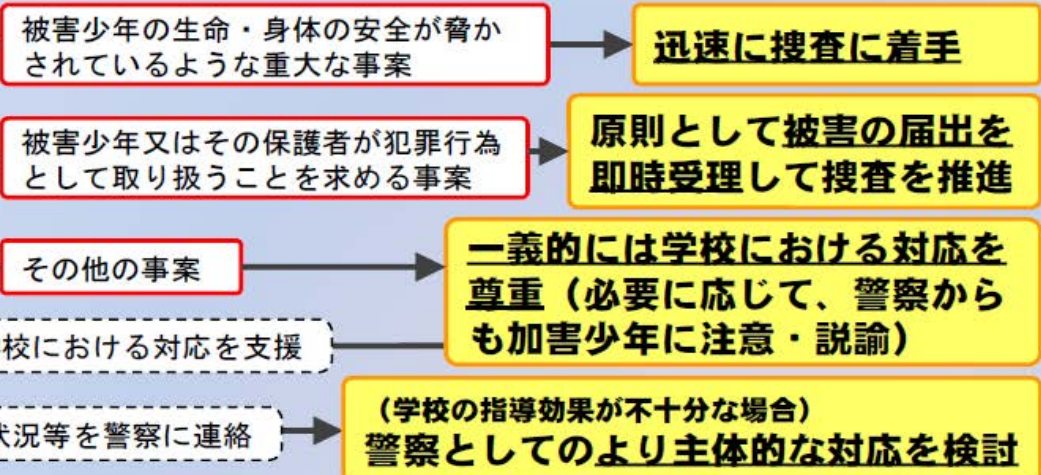 被害少年の生命・身体の安全が脅か
されているような重大な事案
迅速に捜査に着手
被害少年又はその保護者が犯罪行為
として取り扱うことを求める事案
原則として被害の届出を
即時受理して捜査を推進
その他の事案
一義的には学校における対応を
尊重（必要に応じて、警察から
も加害少年に注意・説諭）
校における対応を支援
状況等を警察に連絡
（学校の指導効果が不十分な場合）
警察としてのより主体的な対応を検討